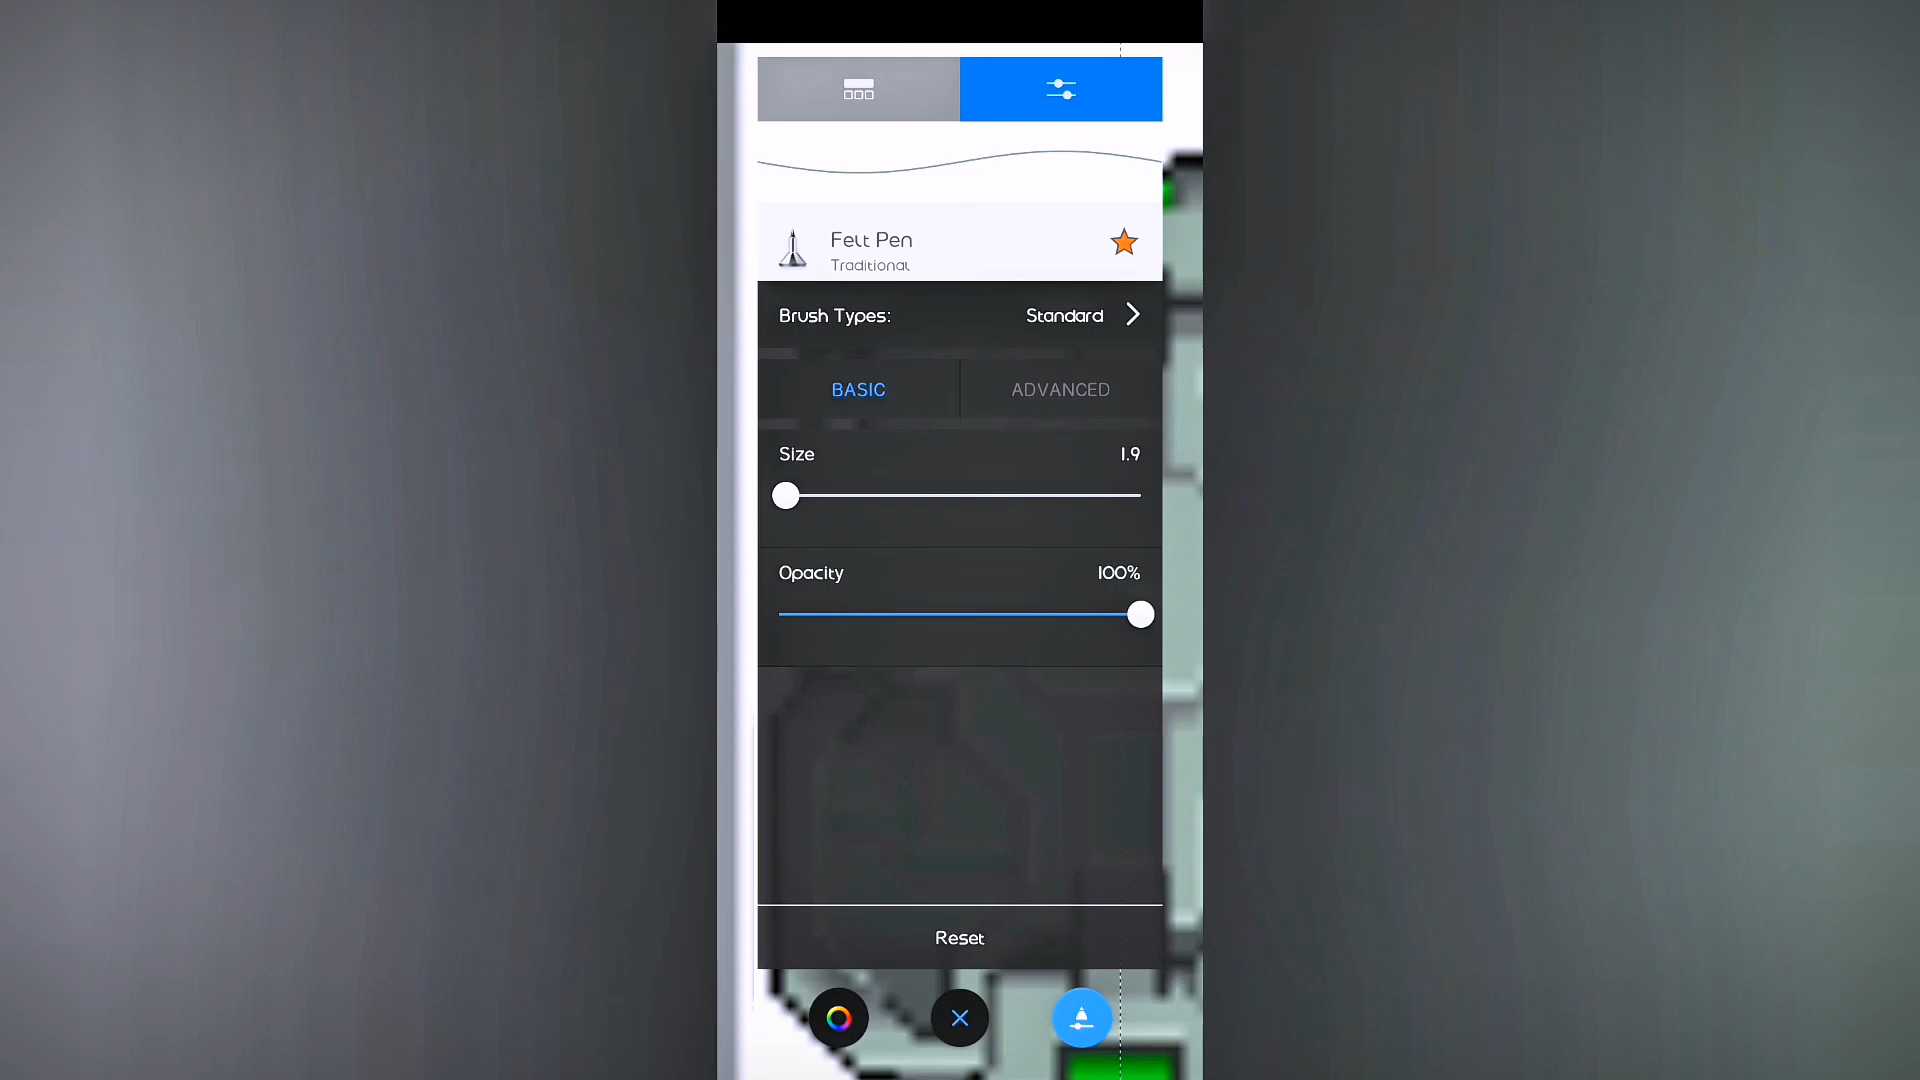 Felt Pen
Traditional
Brush Types: Standard
BASIC ADVANCED
Size 1.9
Opacity 100%
Reset